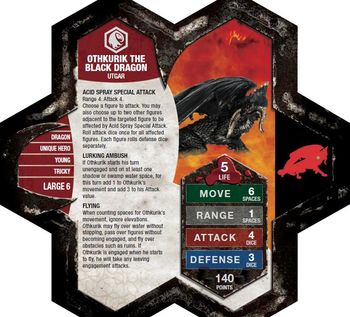 OTHKURIK THE
BLACK DRAGON
UTGAR
ACID SPRAY SPECIAL ATTACK
Range 4. Attack 4.
Choose a figure to attack. You may
also choose up to two other figures
adjacent to the targeted figure to be
affected by Acid Spray Special Attack.
Roll attack dice once for all affected
figures. Each figure rolls defense dice
separately.
LURKING AMBUSH
If Othkurik starts his turn
unengaged and on at least one
shadow or swamp water space, for
this turn add 1 to Othkurik's
movement and add 3 to his Attack
value.
FLYING
When counting spaces for Othkurik's
movement, ignore elevations.
Othkurik may fly over water without
stopping, pass over figures without
becoming engaged, and fly over
obstacles such as ruins. If
Othkurik is engaged when he starts
to fly, he will take any leaving
engagement attacks.
DRAGON
UNIQUE HERO
YOUNG
TRICKY
LARGE 6
5
LIFE
MOVE 6
SPACES
RANGE 1
SPACES
ATTACK 4
DICE
DEFENSE 3
DICE
140
POINTS